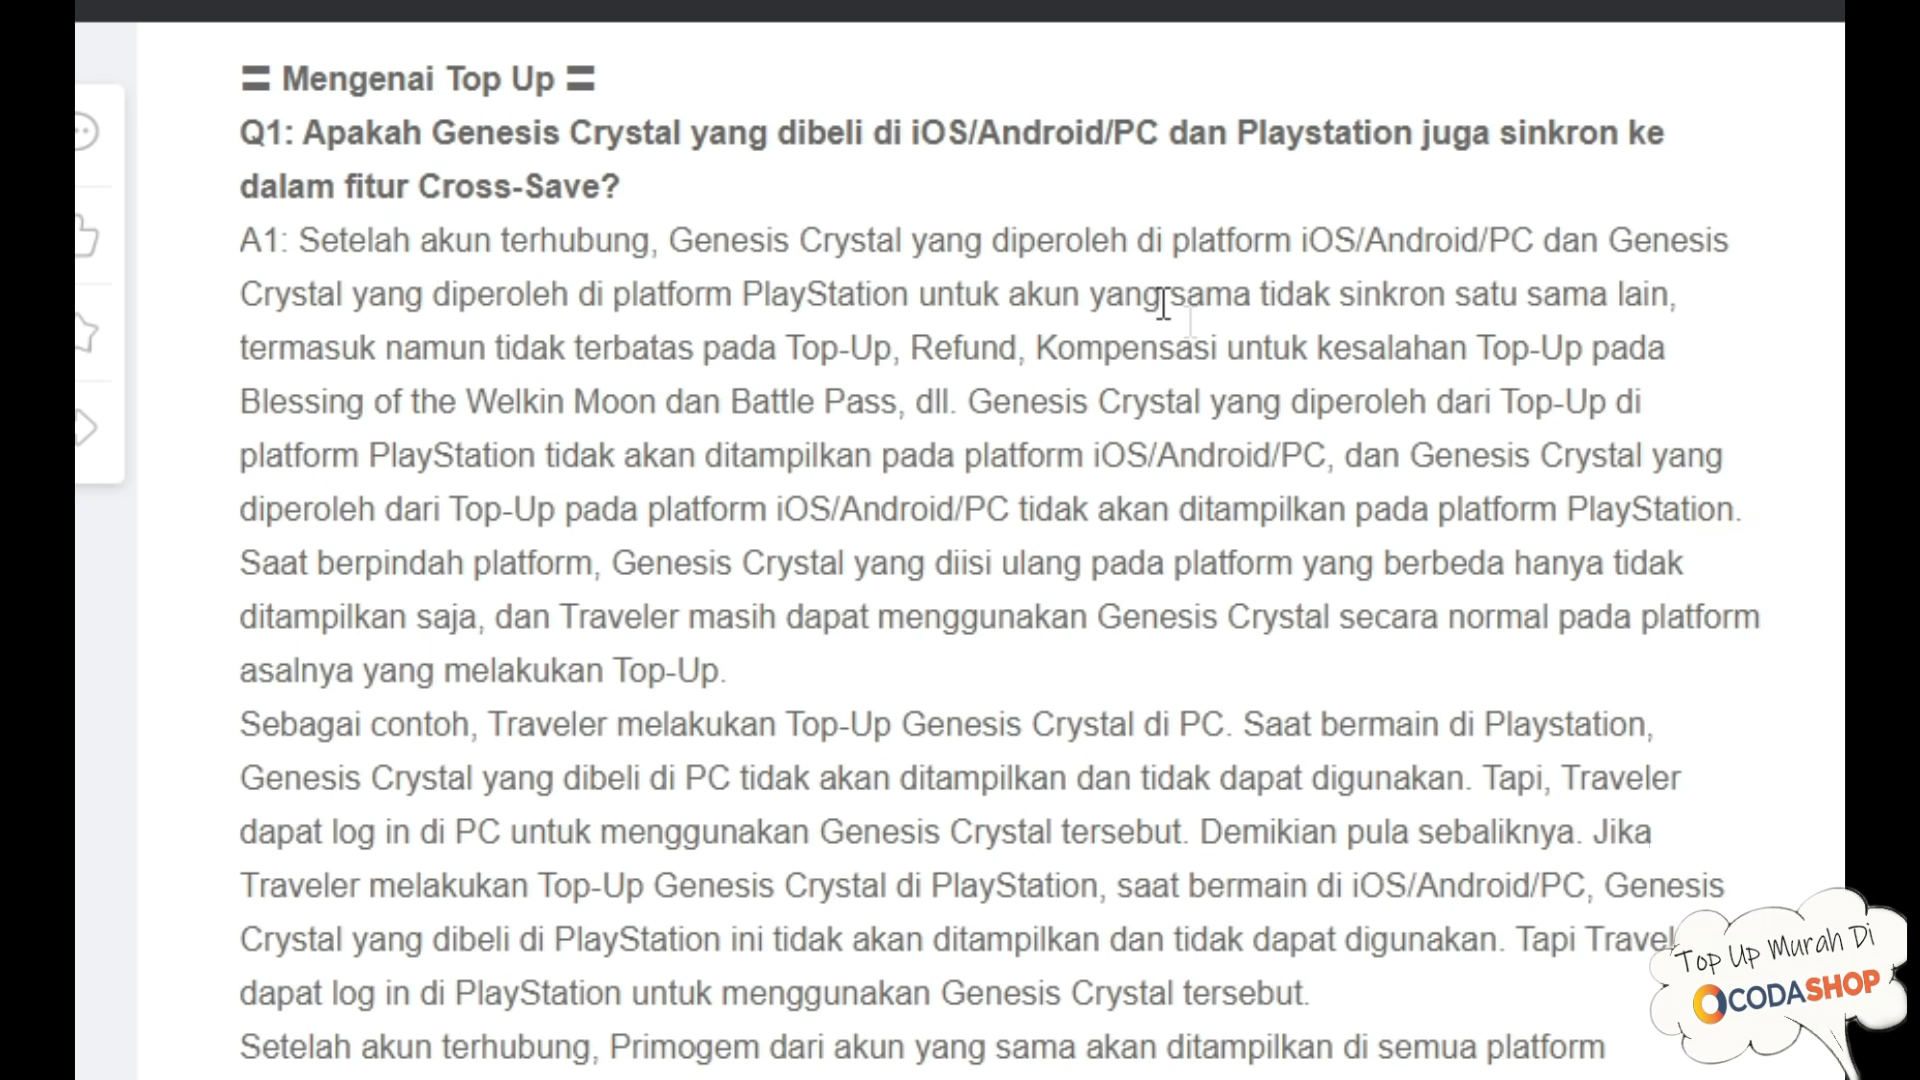 〓 Mengenai Top Up 〓
Q1: Apakah Genesis Crystal yang dibeli di iOS/Android/PC dan Playstation juga sinkron ke
dalam fitur Cross-Save?
A1: Setelah akun terhubung, Genesis Crystal yang diperoleh di platform iOS/Android/PC dan Genesis
Crystal yang diperoleh di platform PlayStation untuk akun yang sama tidak sinkron satu sama lain,
termasuk namun tidak terbatas pada Top-Up, Refund, Kompensasi untuk kesalahan Top-Up pada
Blessing of the Welkin Moon dan Battle Pass, dll. Genesis Crystal yang diperoleh dari Top-Up di
platform PlayStation tidak akan ditampilkan pada platform iOS/Android/PC, dan Genesis Crystal yang
diperoleh dari Top-Up pada platform iOS/Android/PC tidak akan ditampilkan pada platform PlayStation.
Saat berpindah platform, Genesis Crystal yang diisi ulang pada platform yang berbeda hanya tidak
ditampilkan saja, dan Traveler masih dapat menggunakan Genesis Crystal secara normal pada platform
asalnya yang melakukan Top-Up.
Sebagai contoh, Traveler melakukan Top-Up Genesis Crystal di PC. Saat bermain di Playstation,
Genesis Crystal yang dibeli di PC tidak akan ditampilkan dan tidak dapat digunakan. Tapi, Traveler
dapat log in di PC untuk menggunakan Genesis Crystal tersebut. Demikian pula sebaliknya. Jika
Traveler melakukan Top-Up Genesis Crystal di PlayStation, saat bermain di iOS/Android/PC, Genesis
Crystal yang dibeli di PlayStation ini tidak akan ditampilkan dan tidak dapat digunakan. Tapi Travel
dapat log in di PlayStation untuk menggunakan Genesis Crystal tersebut.
Setelah akun terhubung, Primogem dari akun yang sama akan ditampilkan di semua platform
Top Up Murah Di
CODASHOP